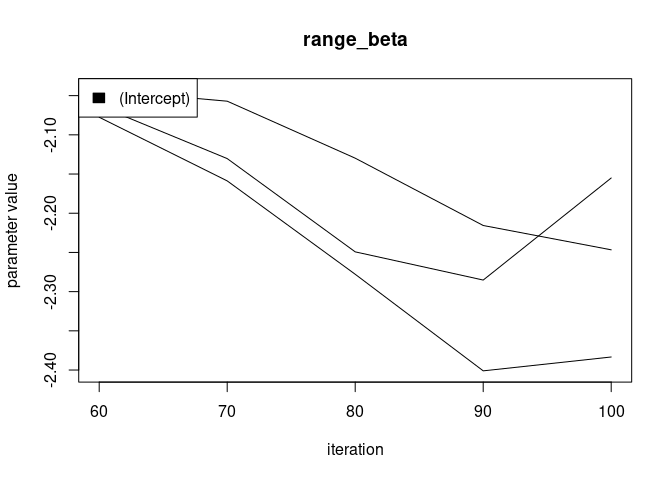 range_beta
(Intercept)
parameter value
-2.10
-2.20
-2.30
-2.40
60 70 80 90 100
iteration